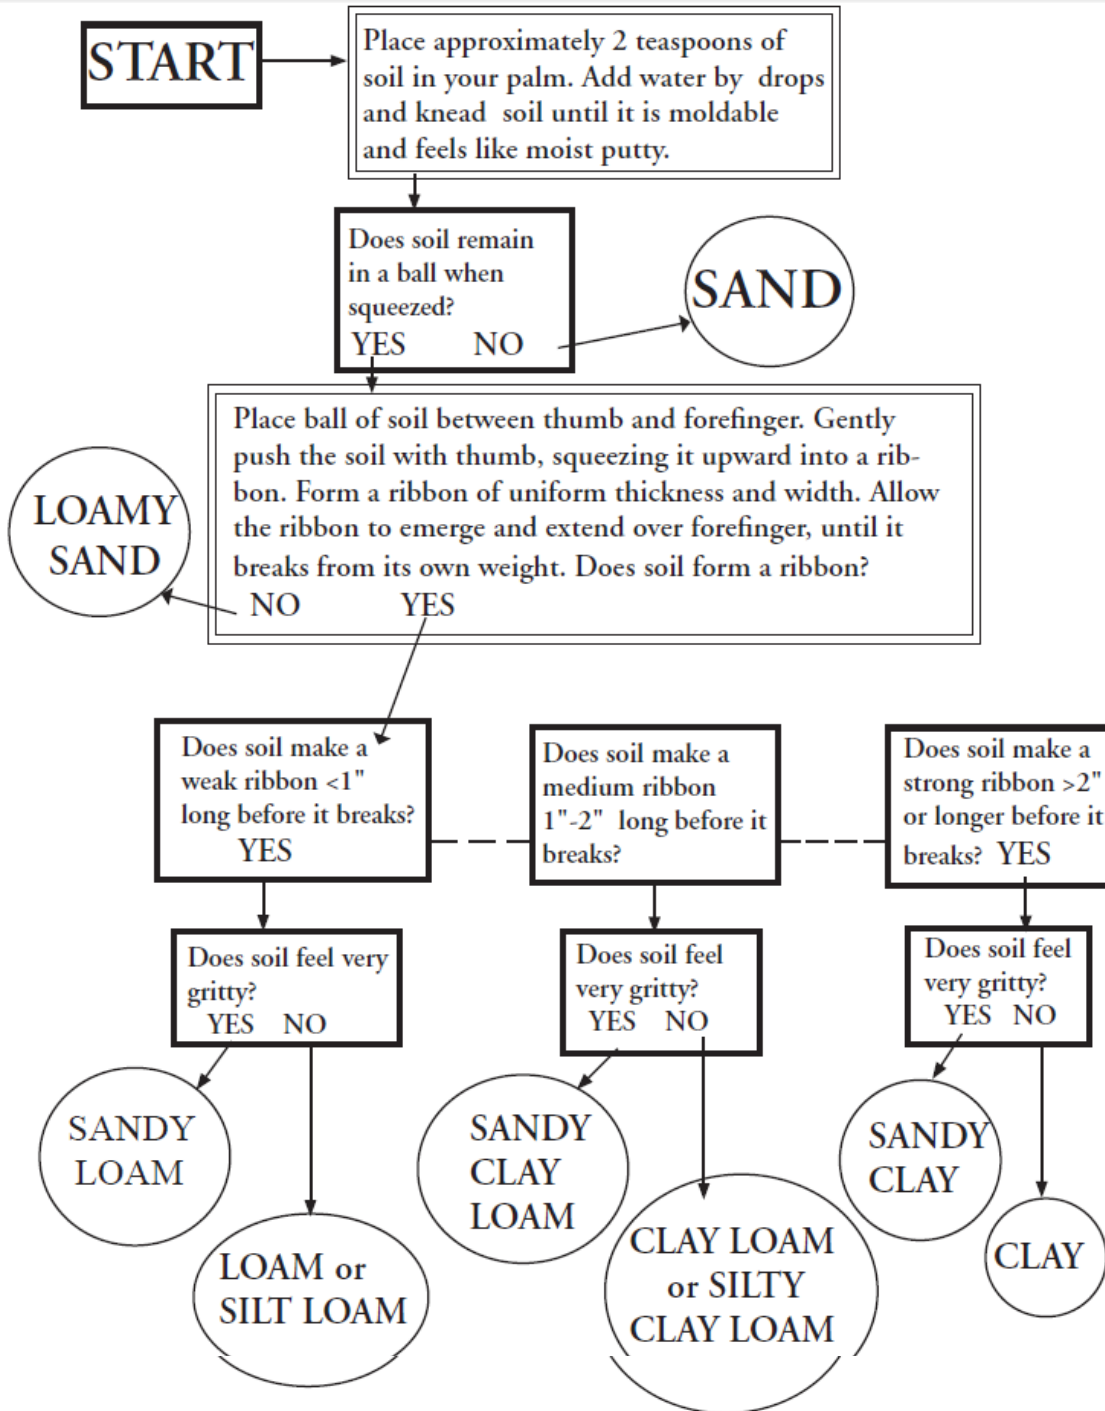 START
Place approximately 2 teaspoons of
soil in your palm. Add water by drops
and knead soil until it is moldable
and feels like moist putty.
Does soil remain
in a ball when
squeezed?
YES NO
SAND
Place ball of soil between thumb and forefinger. Gently
push the soil with thumb, squeezing it upward into a rib-
bon. Form a ribbon of uniform thickness and width. Allow
the ribbon to emerge and extend over forefinger, until it
breaks from its own weight. Does soil form a ribbon?
NO YES
LOAMY
SAND
Does soil make a
weak ribbon <1"
long before it breaks?
YES
Does soil make a
medium ribbon
1"-2" long before it
breaks?
Does soil make a
strong ribbon >2"
or longer before it
breaks? YES
Does soil feel very
gritty?
YES NO
Does soil feel
very gritty?
YES NO
Does soil feel
very gritty?
YES NO
SANDY
LOAM
LOAM or
SILT LOAM
SANDY
CLAY
LOAM
CLAY LOAM
or SILTY
CLAY LOAM
SANDY
CLAY
CLAY